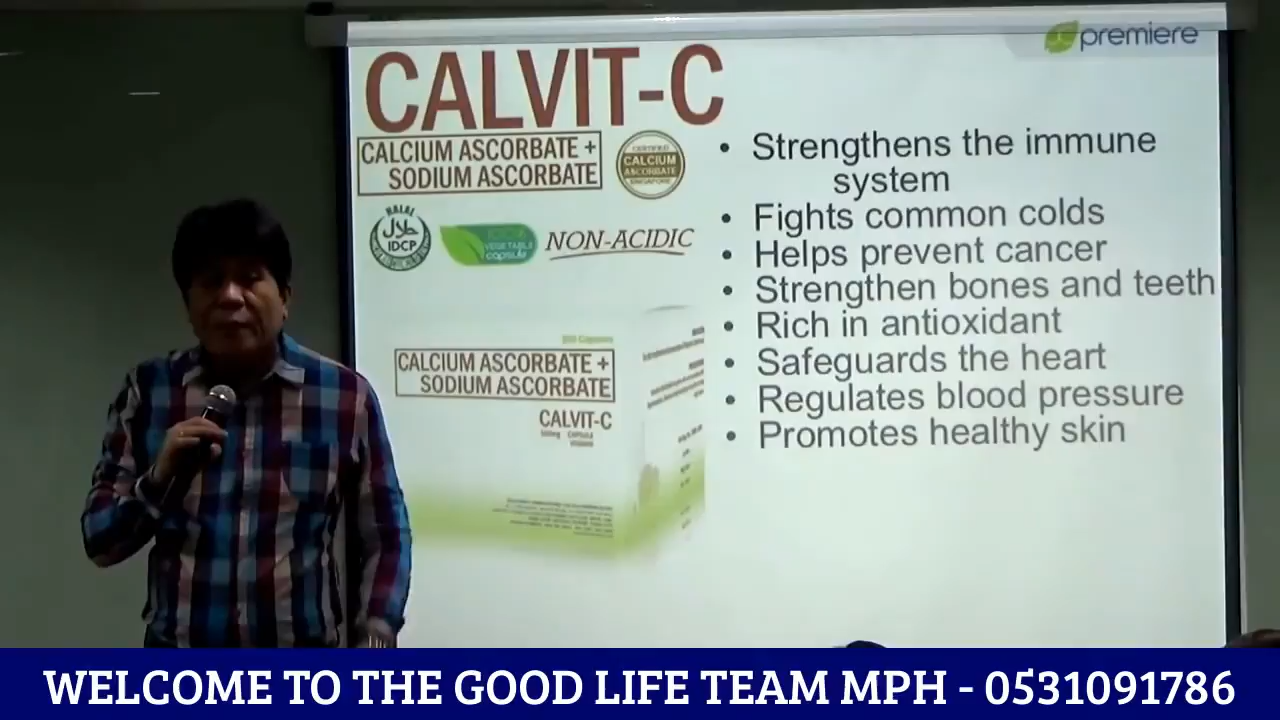 premiere
CALVIT-C
CALCIUM ASCORBATE +
SODIUM ASCORBATE
CERTIFIED
CALCIUM
ASCORBATE
SINGAPORE
HALAL
IDCP
VEGETABLE
capsule
NON-ACIDIC
• Strengthens the immune
system
• Fights common colds
• Helps prevent cancer
• Strengthen bones and teeth
• Rich in antioxidant
• Safeguards the heart
• Regulates blood pressure
• Promotes healthy skin
CALCIUM ASCORBATE +
SODIUM ASCORBATE
CALVIT-C
WELCOME TO THE GOOD LIFE TEAM MPH - 0531091786